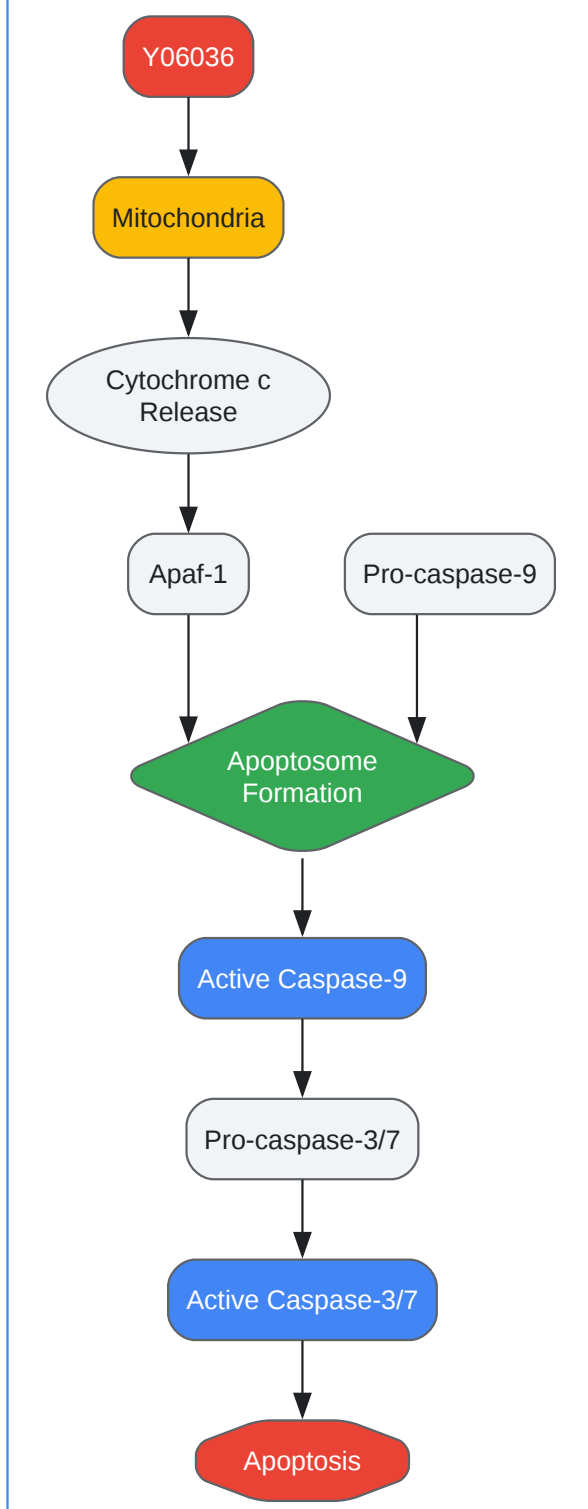 Y06036
Mitochondria
Cytochrome c
Release
Apaf-1
Pro-caspase-9
Apoptosome
Formation
Active Caspase-9
Pro-caspase-3/7
Active Caspase-3/7
Apoptosis